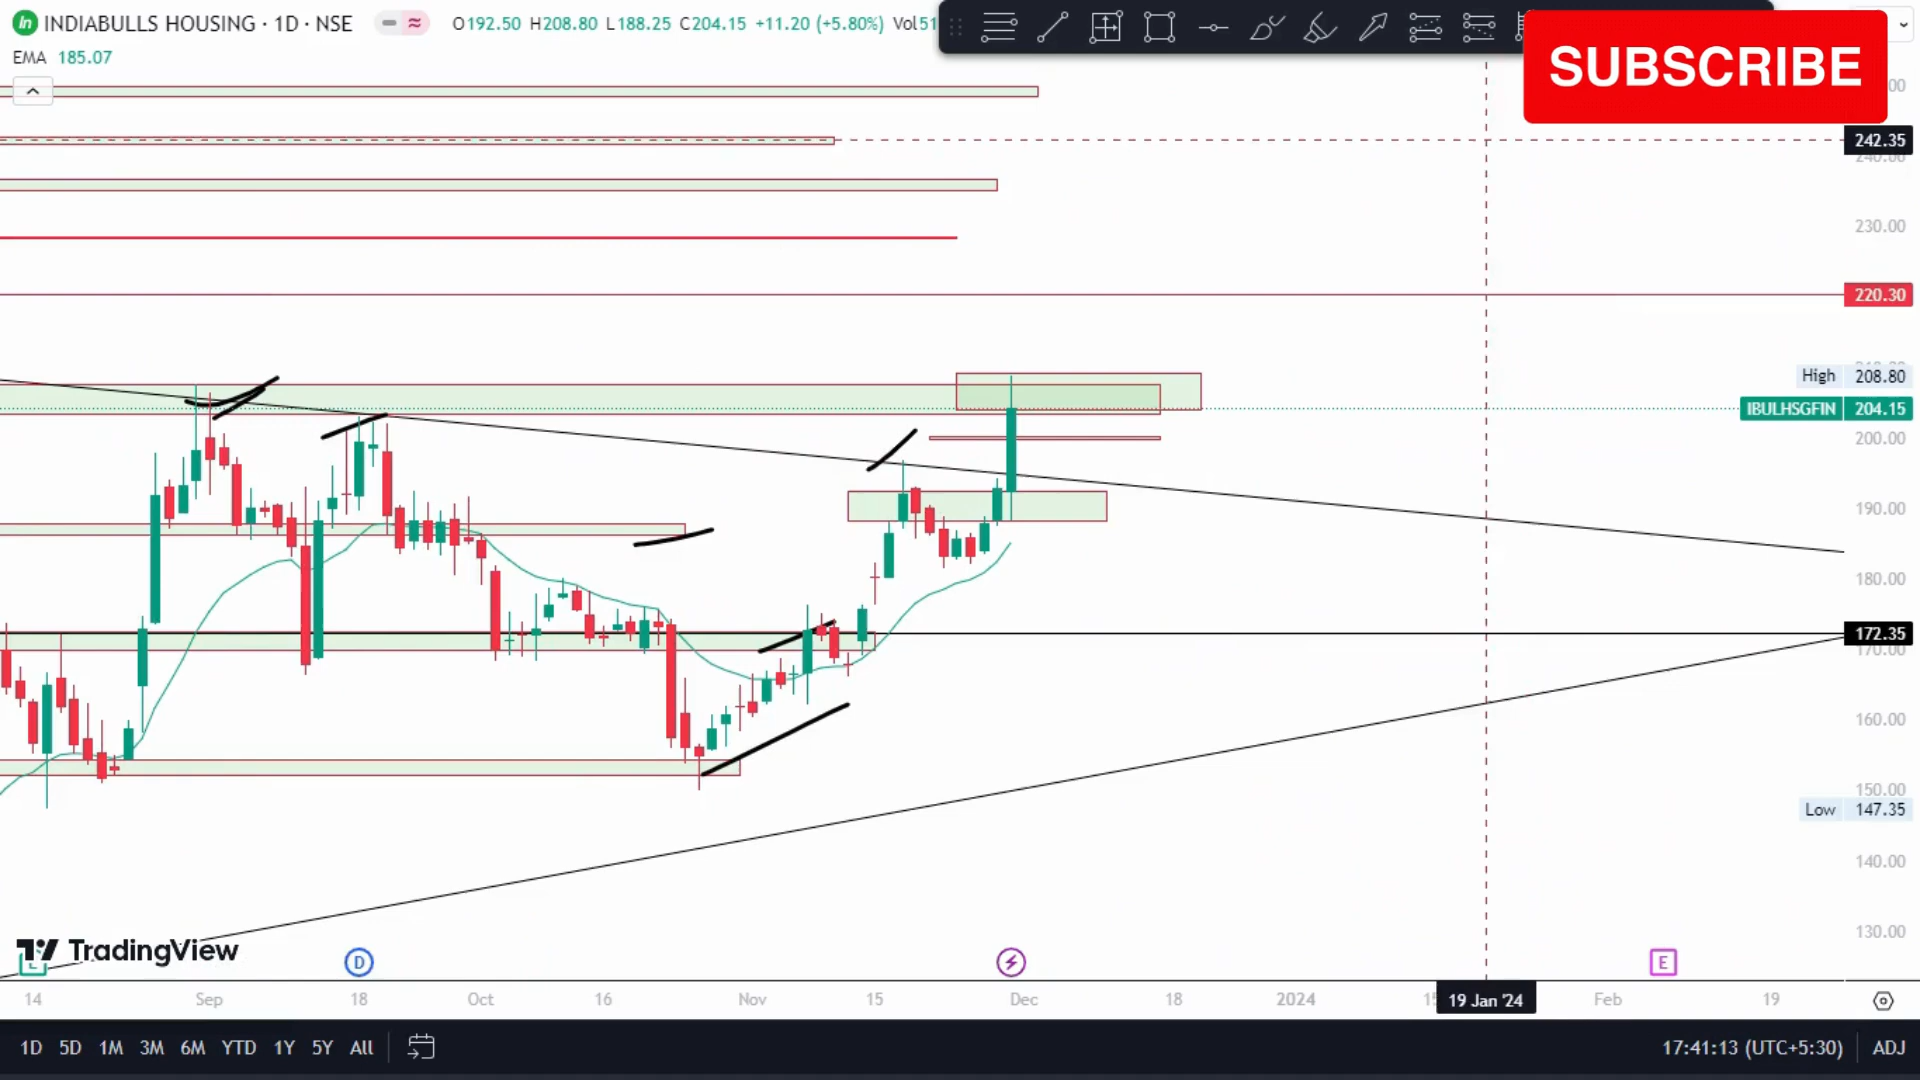 INDIABULLS HOUSING · 1D · NSE
O192.50 H208.80 L188.25 C204.15 +11.20 (+5.80%) Vol51
EMA 185.07
SUBSCRIBE
242.35
240.00
230.00
220.30
High 208.80
IBULHSGFIN 204.15
200.00
190.00
180.00
172.35
170.00
160.00
150.00
Low 147.35
140.00
130.00
TradingView
D
E
14 Sep 18 Oct 16 Nov 15 Dec 18 2024 19 Jan '24 Feb 19
1D 5D 1M 3M 6M YTD 1Y 5Y All
17:41:13 (UTC+5:30) ADJ